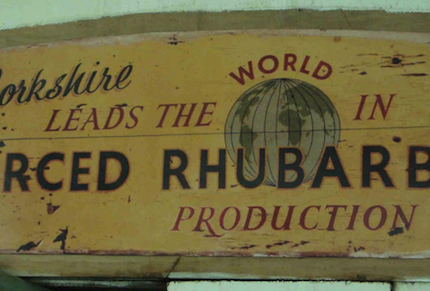 orkshire
LEADS THE WORLD IN
RCED RHUBARB
PRODUCTION